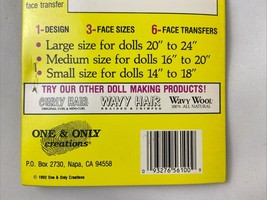 face transfer
1-DESIGN 3-FACE SIZES 6-FACE TRANSFERS
• Large size for dolls 20" to 24"
• Medium size for dolls 16" to 20"
• Small size for dolls 14" to 18"
TRY OUR OTHER DOLL MAKING PRODUCTS!
CURLY HAIR WAVY HAIR WAVY WOOL
BRAIDED & CRIMPED 100% ALL NATURAL
ONE & ONLY
creations®
P.O. Box 2730, Napa, CA 94558
© 1992 One & Only Creations
0 93276 56100 9